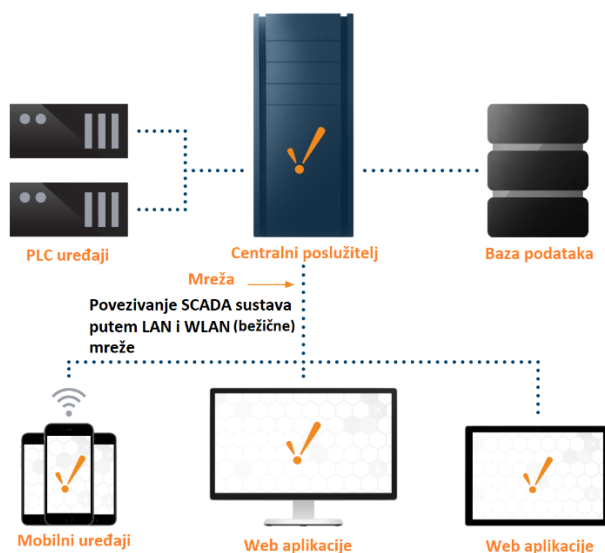 PLC uređaji
Centralni poslužitelj
Baza podataka
Mreža
Povezivanje SCADA sustava
putem LAN i WLAN (bežične)
mreže
Mobilni uređaji
Web aplikacije
Web aplikacije